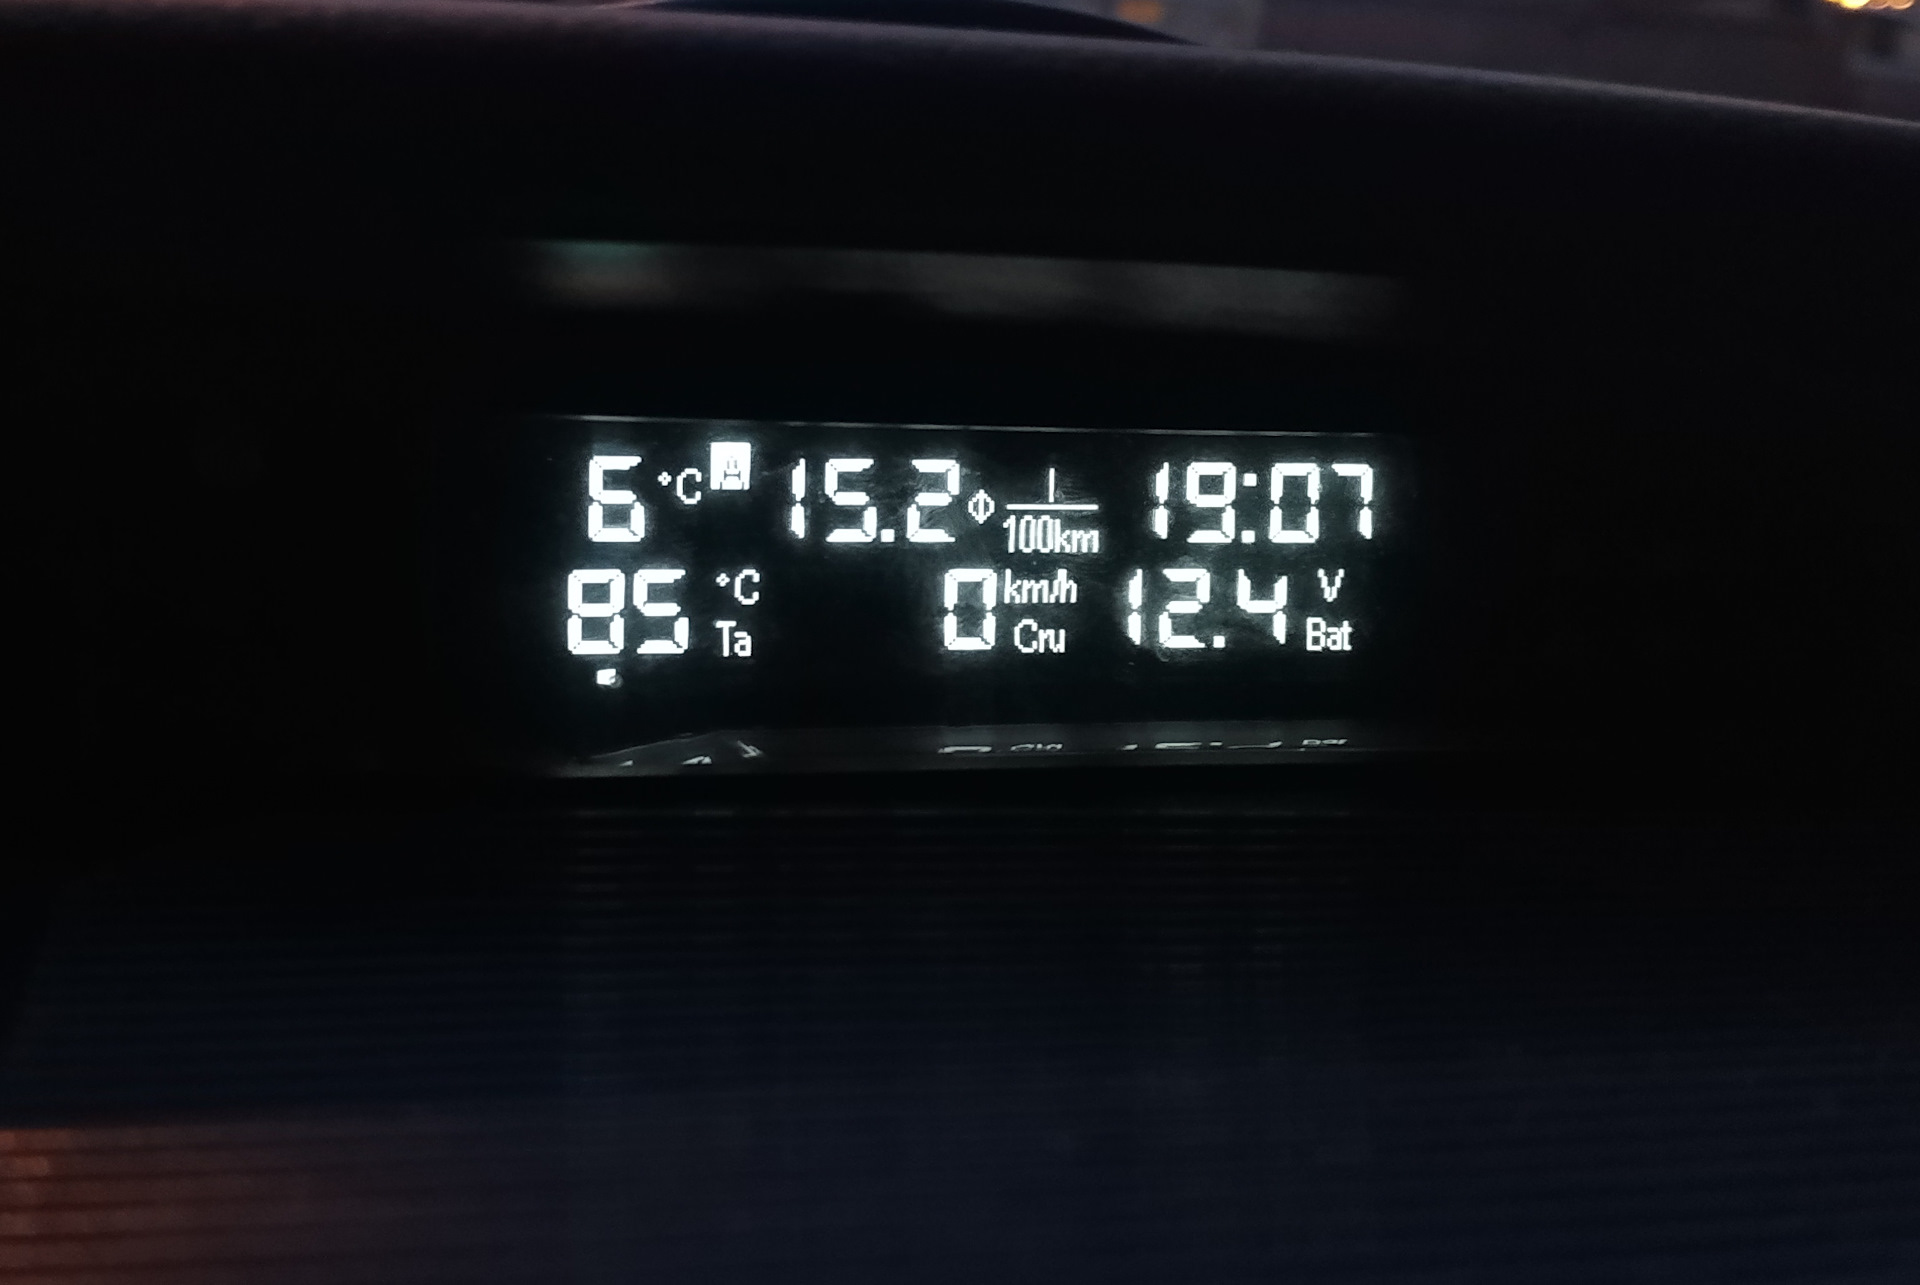 6 °C 15.2 Φ l/100km 19:07
85 °C Ta 0 km/h Cru 12.4 V Bat